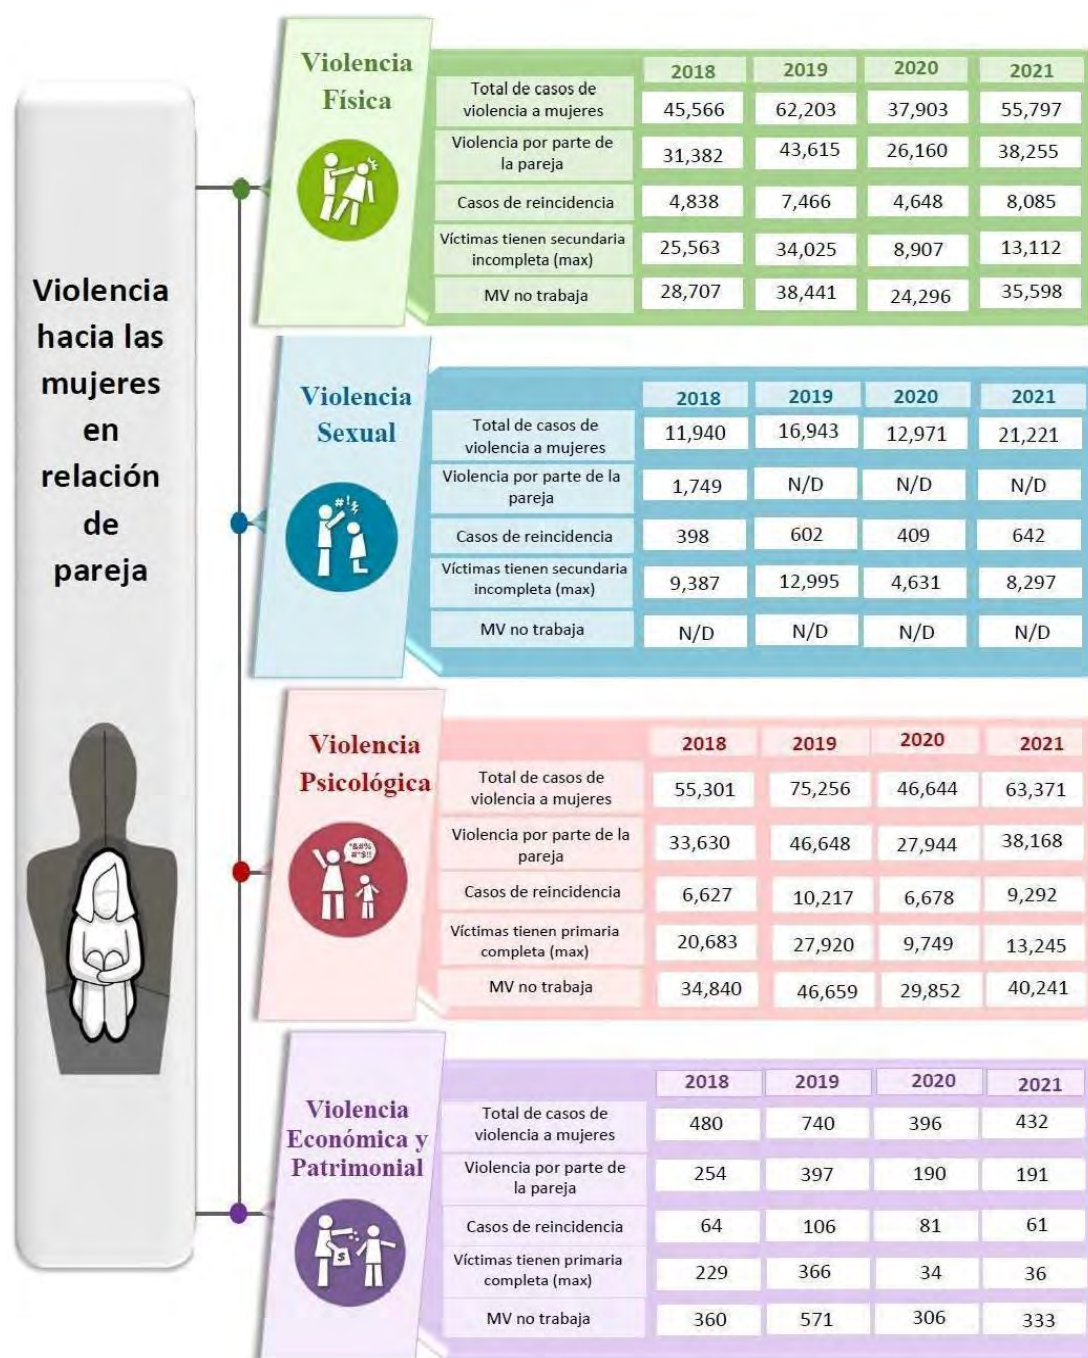 Violencia
hacia las
mujeres
en
relación
de
pareja
Violencia
Física
2018 2019 2020 2021
Total de casos de
violencia a mujeres 45,566 62,203 37,903 55,797
Violencia por parte de
la pareja 31,382 43,615 26,160 38,255
Casos de reincidencia 4,838 7,466 4,648 8,085
Víctimas tienen secundaria
incompleta (max) 25,563 34,025 8,907 13,112
MV no trabaja 28,707 38,441 24,296 35,598
Violencia
Sexual
#!
2018 2019 2020 2021
Total de casos de
violencia a mujeres 11,940 16,943 12,971 21,221
Violencia por parte de la
pareja 1,749 N/D N/D N/D
Casos de reincidencia 398 602 409 642
Víctimas tienen secundaria
incompleta (max) 9,387 12,995 4,631 8,297
MV no trabaja N/D N/D N/D N/D
Violencia
Psicológica
*&#%
#*$!!
2018 2019 2020 2021
Total de casos de
violencia a mujeres 55,301 75,256 46,644 63,371
Violencia por parte de la
pareja 33,630 46,648 27,944 38,168
Casos de reincidencia 6,627 10,217 6,678 9,292
Víctimas tienen primaria
completa (max) 20,683 27,920 9,749 13,245
MV no trabaja 34,840 46,659 29,852 40,241
Violencia
Económica y
Patrimonial
$
2018 2019 2020 2021
Total de casos de
violencia a mujeres 480 740 396 432
Violencia por parte de
la pareja 254 397 190 191
Casos de reincidencia 64 106 81 61
Víctimas tienen primaria
completa (max) 229 366 34 36
MV no trabaja 360 571 306 333